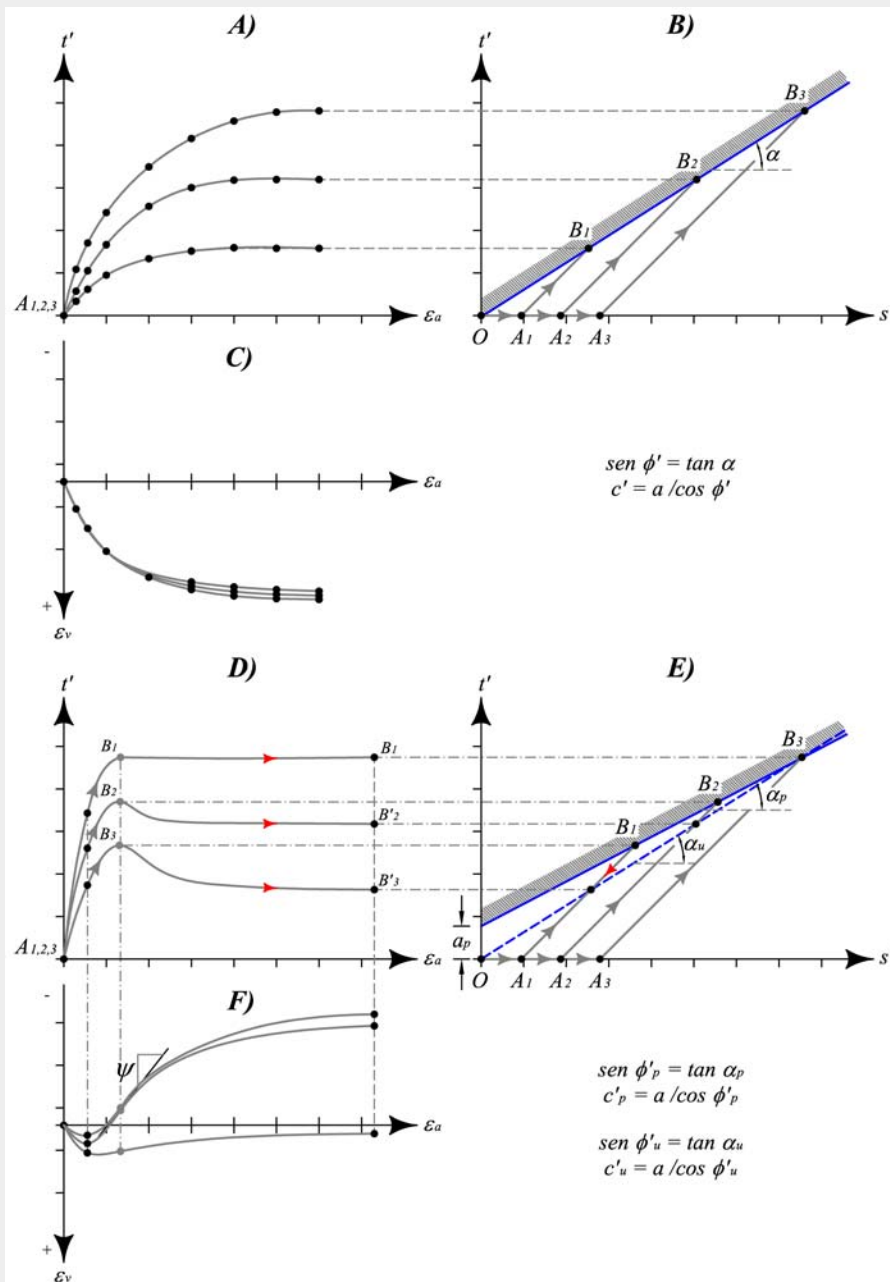 A)
B)
t'
t'
B3
B2
α
B1
A1,2,3
εa
O
A1
A2
A3
s
-
C)
εa
sen ϕ' = tan α
c' = a /cos ϕ'
+
εv
D)
E)
t'
t'
B1
B1
B3
B2
B2
αp
B'2
B1
B3
αu
B'3
ap
A1,2,3
εa
O
A1
A2
A3
s
-
F)
ψ
εa
sen ϕ'p = tan αp
c'p = a /cos ϕ'p
sen ϕ'u = tan αu
c'u = a /cos ϕ'u
+
εv